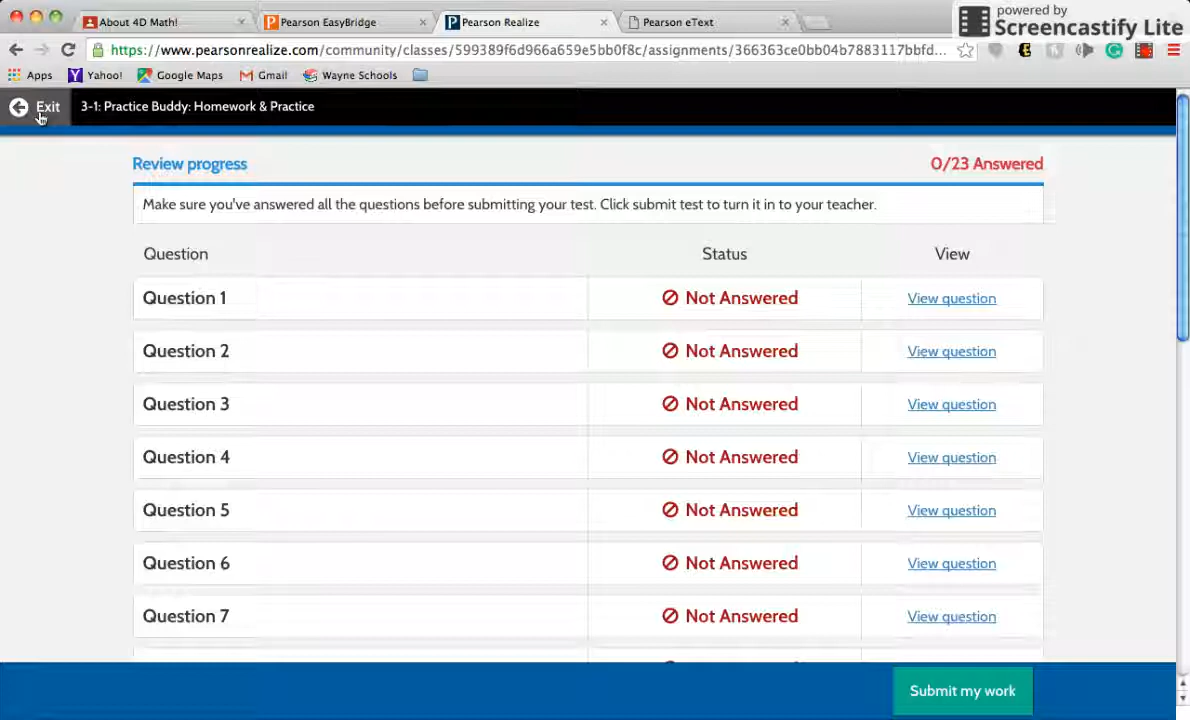 About 4D Math!
Pearson EasyBridge
Pearson Realize
Pearson eText
powered by
Screencastify Lite
https://www.pearsonrealize.com/community/classes/599389f6d966a659e5bb0f8c/assignments/366363ce0bb04b7883117bbfd...
Apps Yahoo! Google Maps Gmail Wayne Schools
Exit 3-1: Practice Buddy: Homework & Practice
Review progress 0/23 Answered
Make sure you've answered all the questions before submitting your test. Click submit test to turn it in to your teacher.
Question Status View
Question 1 Not Answered View question
Question 2 Not Answered View question
Question 3 Not Answered View question
Question 4 Not Answered View question
Question 5 Not Answered View question
Question 6 Not Answered View question
Question 7 Not Answered View question
Submit my work